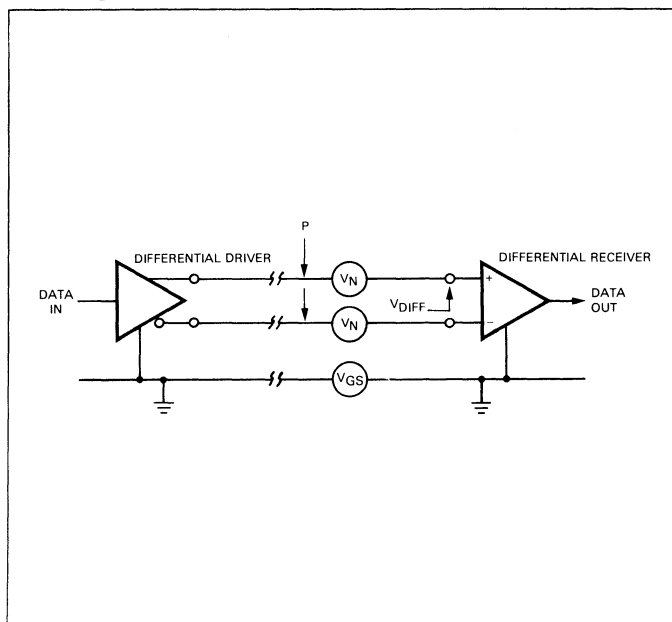 P
DIFFERENTIAL DRIVER
DIFFERENTIAL RECEIVER
DATA
IN
VN
VN
VDIFF
+
−
DATA
OUT
VGS